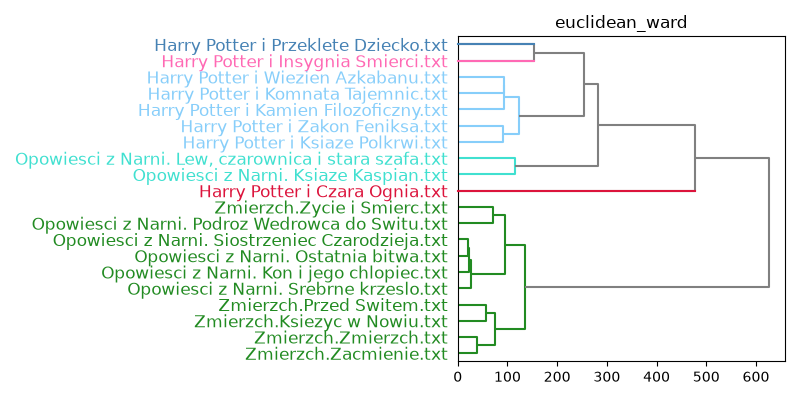 euclidean_ward
Harry Potter i Przeklete Dziecko.txt
Harry Potter i Insygnia Smierci.txt
Harry Potter i Wiezien Azkabanu.txt
Harry Potter i Komnata Tajemnic.txt
Harry Potter i Kamien Filozoficzny.txt
Harry Potter i Zakon Feniksa.txt
Harry Potter i Ksiaze Polkrwi.txt
Opowiesci z Narni. Lew, czarownica i stara szafa.txt
Opowiesci z Narni. Ksiaze Kaspian.txt
Harry Potter i Czara Ognia.txt
Zmierzch.Zycie i Smierc.txt
Opowiesci z Narni. Podroz Wedrowca do Switu.txt
Opowiesci z Narni. Siostrzeniec Czarodzieja.txt
Opowiesci z Narni. Ostatnia bitwa.txt
Opowiesci z Narni. Kon i jego chlopiec.txt
Opowiesci z Narni. Srebrne krzeslo.txt
Zmierzch.Przed Switem.txt
Zmierzch.Ksiezyc w Nowiu.txt
Zmierzch.Zmierzch.txt
Zmierzch.Zacmienie.txt
0 100 200 300 400 500 600